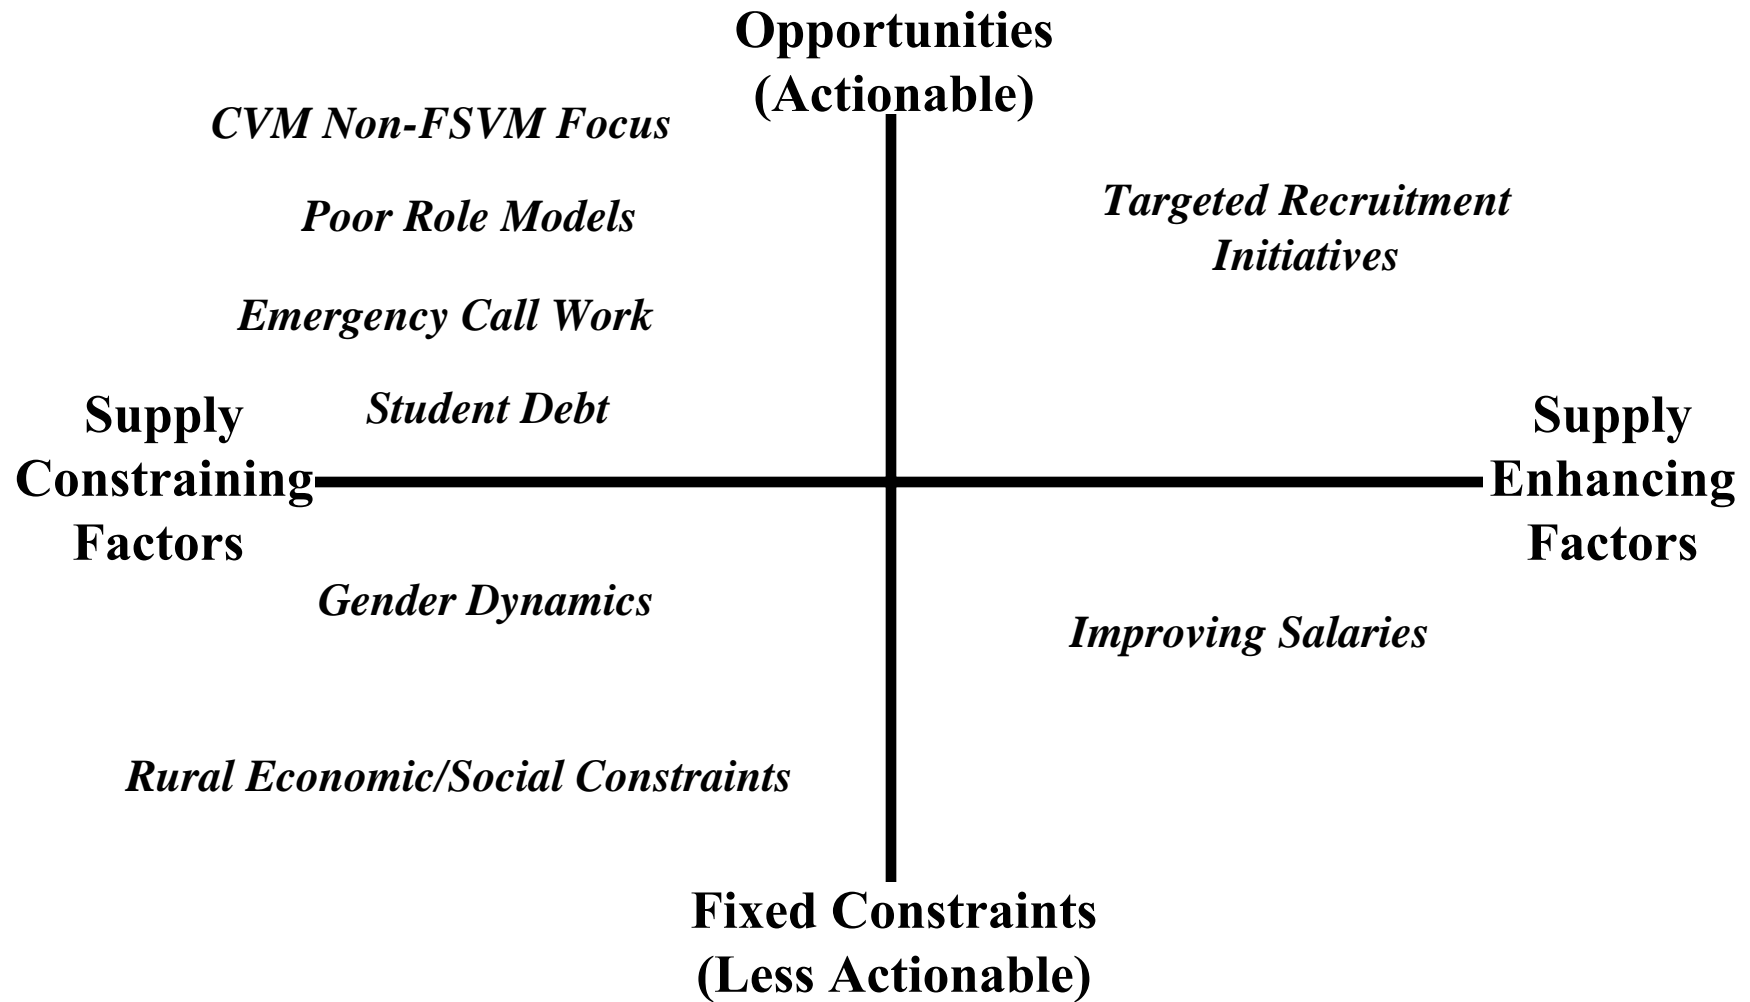 Opportunities
(Actionable)
CVM Non-FSVM Focus
Poor Role Models
Targeted Recruitment
Initiatives
Emergency Call Work
Student Debt
Supply
Constraining
Factors
Supply
Enhancing
Factors
Gender Dynamics
Improving Salaries
Rural Economic/Social Constraints
Fixed Constraints
(Less Actionable)